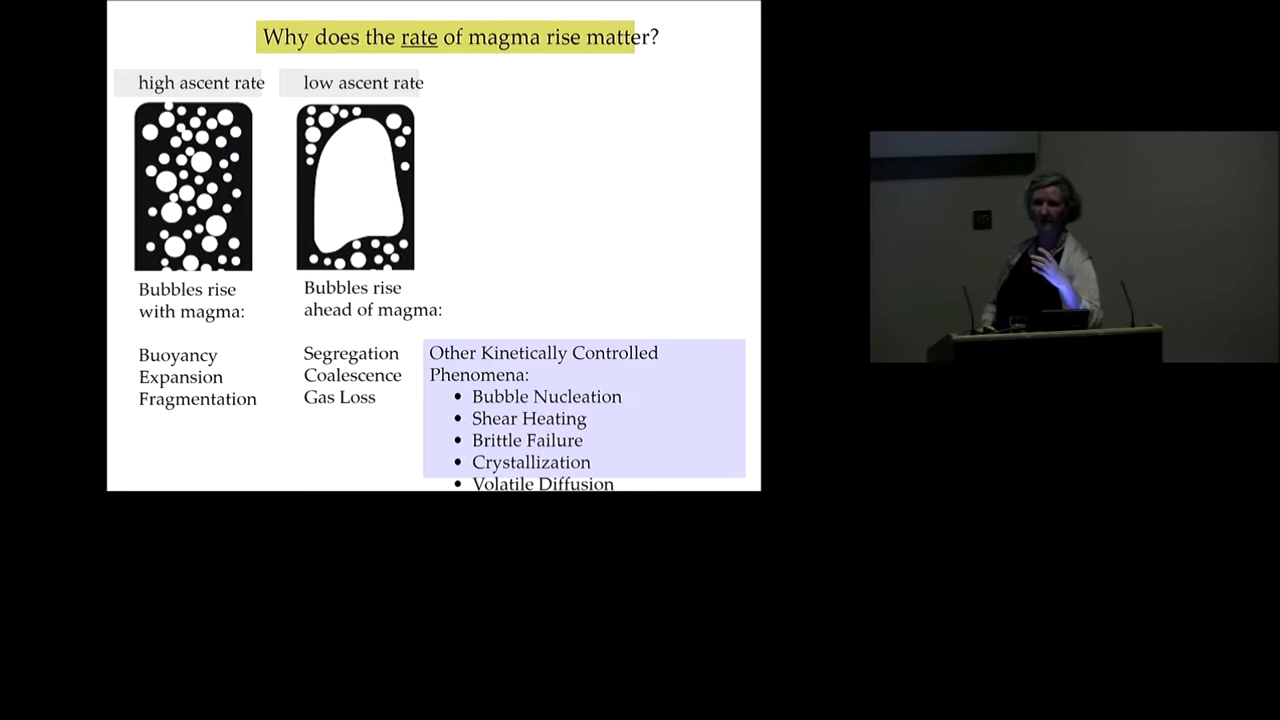 Why does the rate of magma rise matter?
high ascent rate
low ascent rate
Bubbles rise
with magma:
Bubbles rise
ahead of magma:
Buoyancy
Expansion
Fragmentation
Segregation
Coalescence
Gas Loss
Other Kinetically Controlled
Phenomena:
• Bubble Nucleation
• Shear Heating
• Brittle Failure
• Crystallization
• Volatile Diffusion